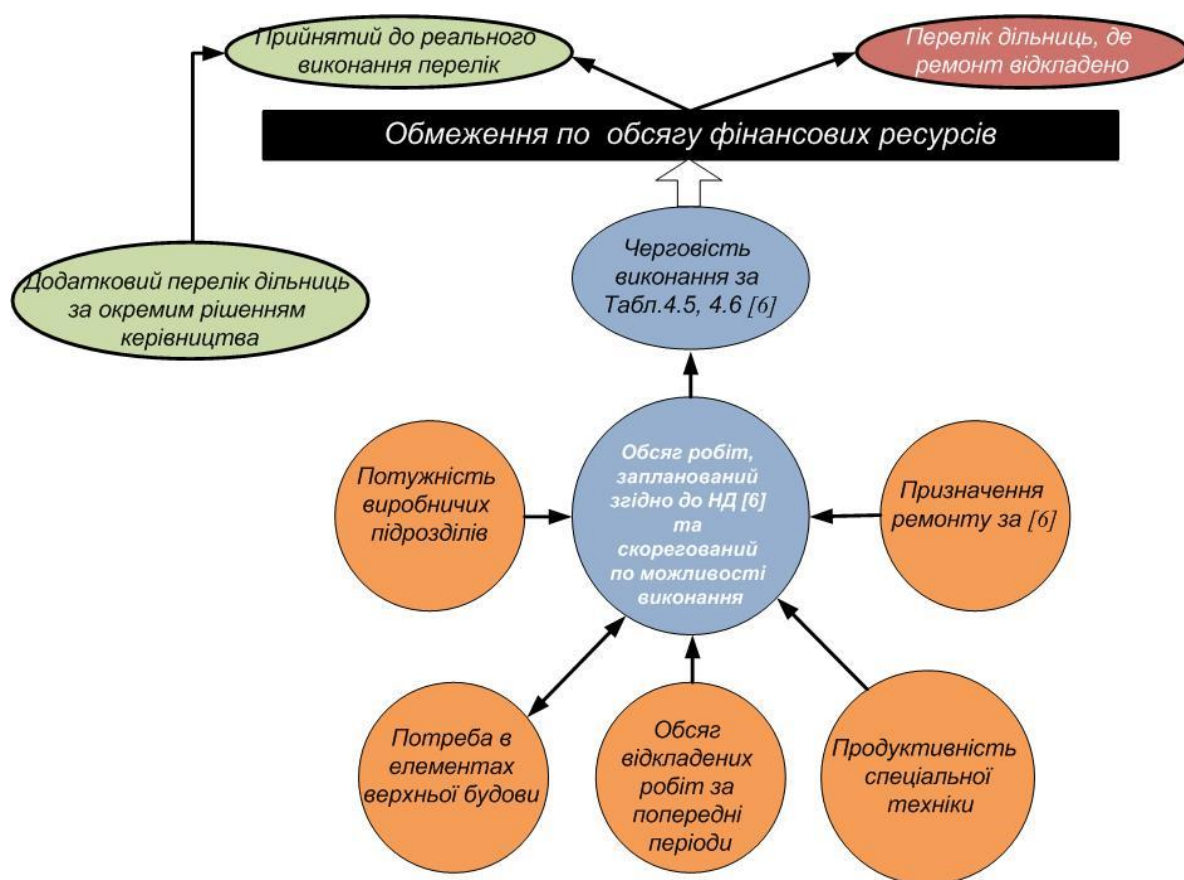 Прийнятий до реального
виконання перелік
Перелік дільниць, де
ремонт відкладено
Обмеження по обсягу фінансових ресурсів
Черговість
виконання за
Табл.4.5, 4.6 [6]
Додатковий перелік дільниць
за окремим рішенням
керівництва
Обсяг робіт,
запланований
згідно до НД [6]
та
скорегований
по можливості
виконання
Потужність
виробничих
підрозділів
Призначення
ремонту за [6]
Потреба в
елементах
верхньої будови
Обсяг
відкладених
робіт за
попередні
періоди
Продуктивність
спеціальної
техніки